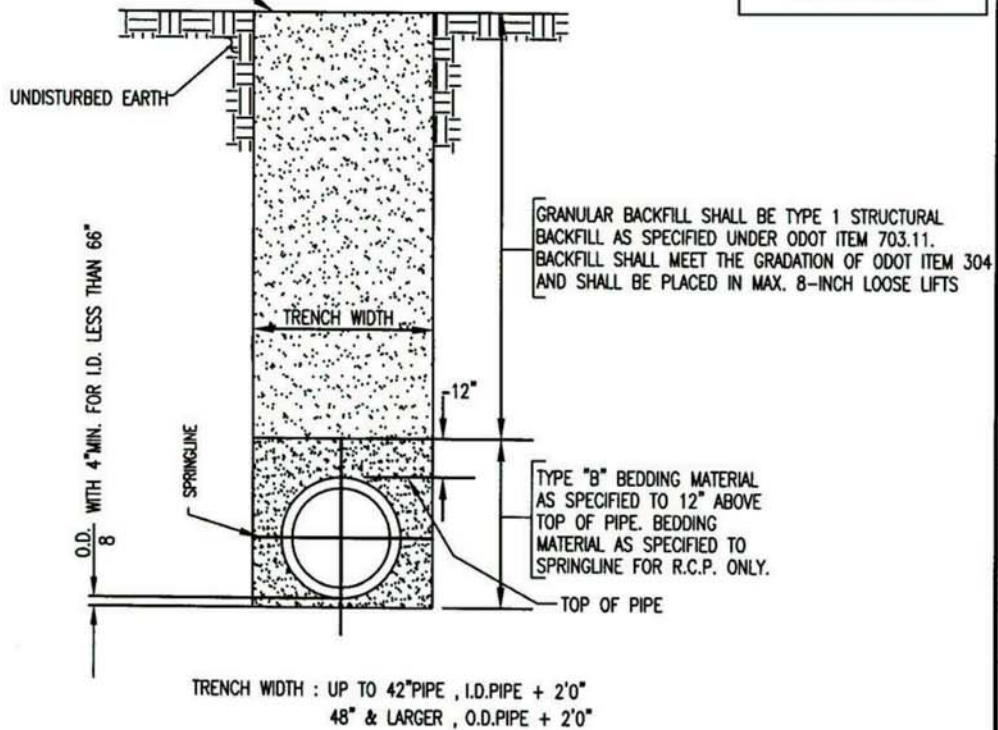 UNDISTURBED EARTH
GRANULAR BACKFILL SHALL BE TYPE 1 STRUCTURAL
BACKFILL AS SPECIFIED UNDER ODOT ITEM 703.11.
BACKFILL SHALL MEET THE GRADATION OF ODOT ITEM 304
AND SHALL BE PLACED IN MAX. 8-INCH LOOSE LIFTS
TRENCH WIDTH
12"
O.D.
8
WITH 4"MIN. FOR I.D. LESS THAN 66"
SPRINGLINE
TYPE "B" BEDDING MATERIAL
AS SPECIFIED TO 12" ABOVE
TOP OF PIPE. BEDDING
MATERIAL AS SPECIFIED TO
SPRINGLINE FOR R.C.P. ONLY.
TOP OF PIPE
TRENCH WIDTH : UP TO 42"PIPE , I.D.PIPE + 2'0"
48" & LARGER , O.D.PIPE + 2'0"